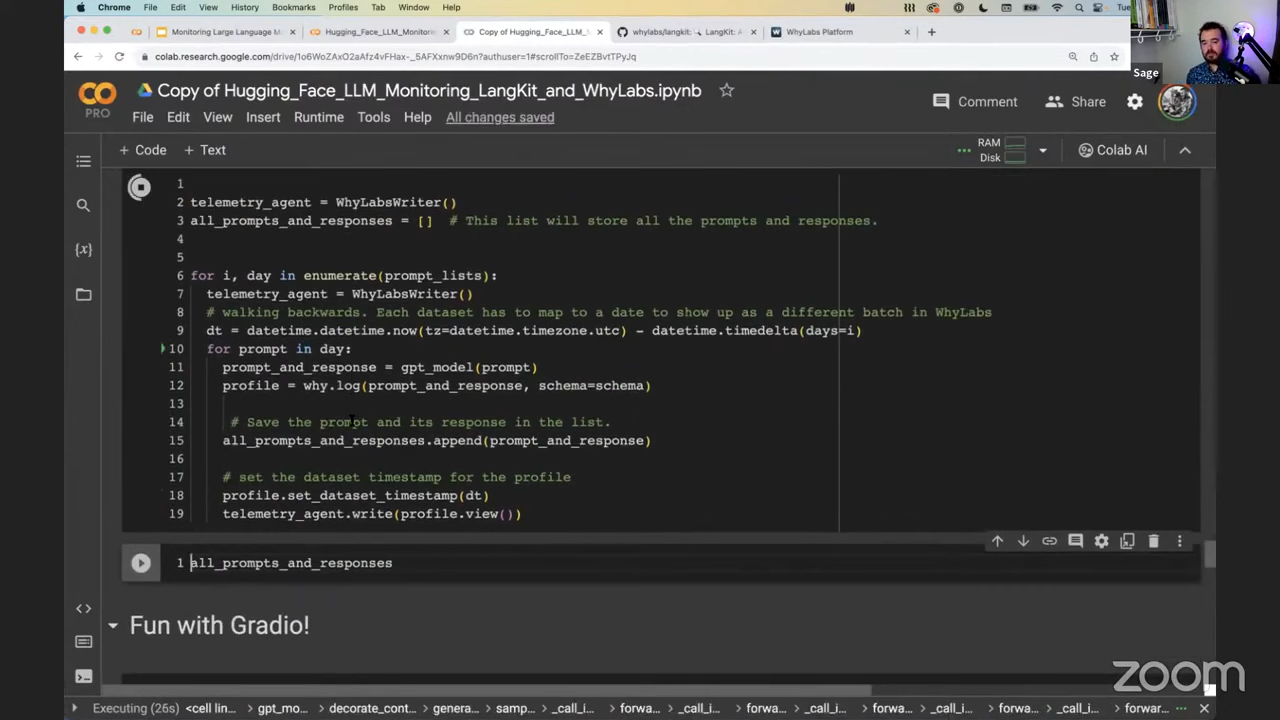 Chrome File Edit View History Bookmarks Profiles Tab Window Help
Monitoring Large Language M
Hugging_Face_LLM_Monitorin
Copy of Hugging_Face_LLM_
whylabs/langkit:
LangKit: A
WhyLabs Platform
colab.research.google.com/drive/1o6WoZAxO2aAfz4vFHax-_5AFXxnw9D6n?authuser=1#scrollTo=ZeEZBvtTPyJq
Sage
CO
PRO
Copy of Hugging_Face_LLM_Monitoring_LangKit_and_WhyLabs.ipynb
Comment
Share
File Edit View Insert Runtime Tools Help All changes saved
+ Code + Text
RAM
Disk
Colab AI
1
2 telemetry_agent = WhyLabsWriter()
3 all_prompts_and_responses = [] # This list will store all the prompts and responses.
4
5
6 for i, day in enumerate(prompt_lists):
7 telemetry_agent = WhyLabsWriter()
8 # walking backwards. Each dataset has to map to a date to show up as a different batch in WhyLabs
9 dt = datetime.datetime.now(tz=datetime.timezone.utc) - datetime.timedelta(days=i)
10 for prompt in day:
11 prompt_and_response = gpt_model(prompt)
12 profile = why.log(prompt_and_response, schema=schema)
13
14 # Save the prompt and its response in the list.
15 all_prompts_and_responses.append(prompt_and_response)
16
17 # set the dataset timestamp for the profile
18 profile.set_dataset_timestamp(dt)
19 telemetry_agent.write(profile.view())
1 all_prompts_and_responses
Fun with Gradio!
zoom
Executing (26s) <cell lin... gpt_mo... decorate_cont... genera... samp... _call_i... forwa... _call_i... forwa... _call_i... forwa... _call_i... forwa... _call_i... forwar...